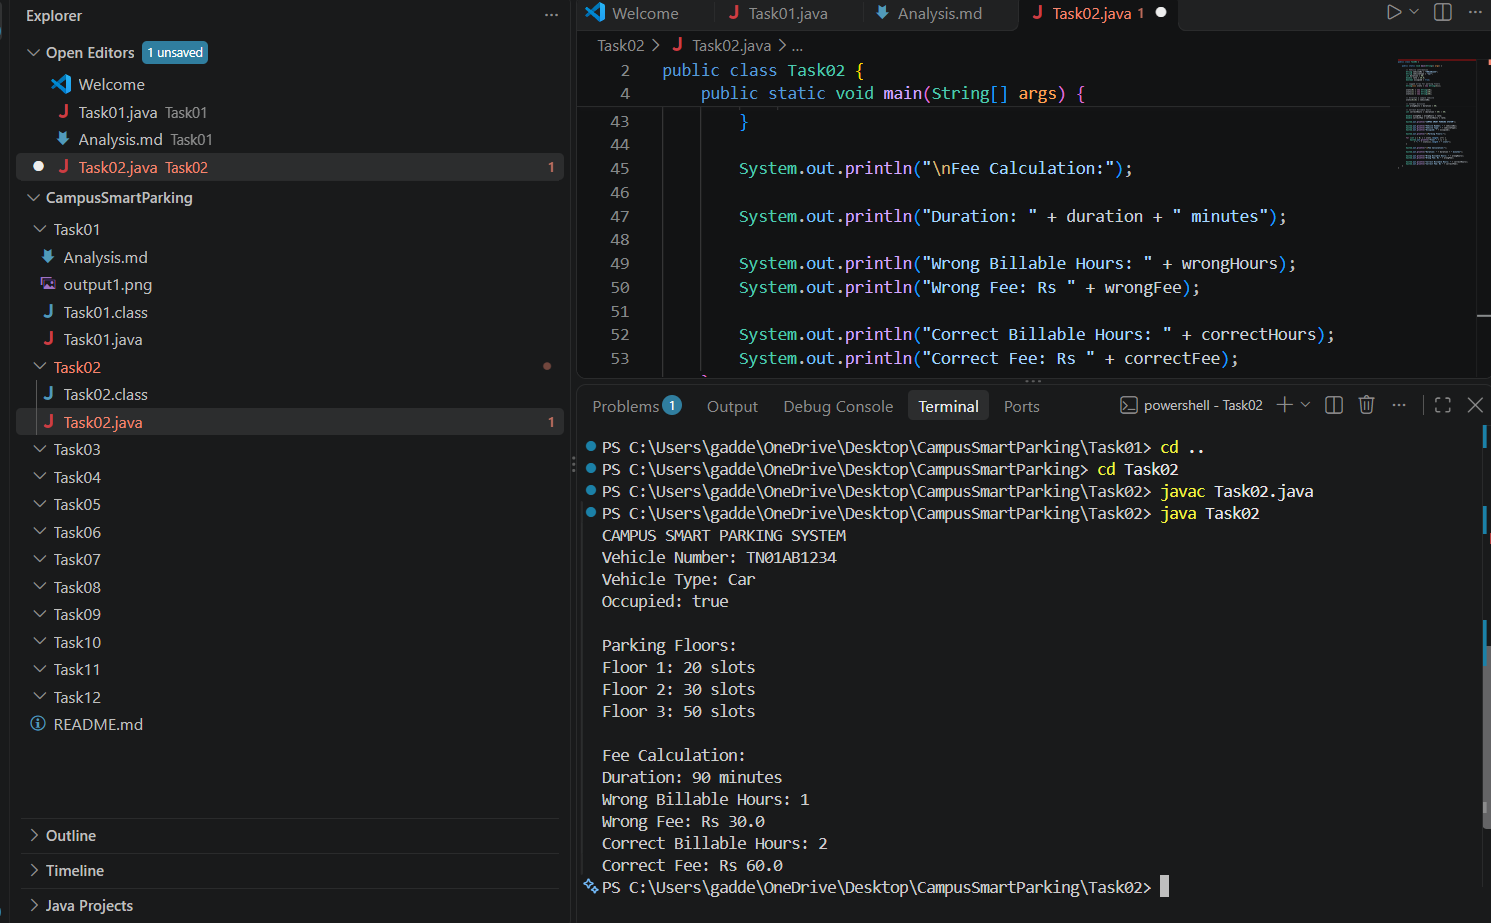 Explorer
Open Editors 1 unsaved
Welcome
Task01.java Task01
Analysis.md Task01
Task02.java Task02 1
CampusSmartParking
Task01
Analysis.md
output1.png
Task01.class
Task01.java
Task02
Task02.class
Task02.java 1
Task03
Task04
Task05
Task06
Task07
Task08
Task09
Task10
Task11
Task12
README.md
Outline
Timeline
Java Projects
Welcome Task01.java Analysis.md Task02.java 1
Task02 > Task02.java > ...
2 public class Task02 {
4 public static void main(String[] args) {
43 }
44
45 System.out.println("\nFee Calculation:");
46
47 System.out.println("Duration: " + duration + " minutes");
48
49 System.out.println("Wrong Billable Hours: " + wrongHours);
50 System.out.println("Wrong Fee: Rs " + wrongFee);
51
52 System.out.println("Correct Billable Hours: " + correctHours);
53 System.out.println("Correct Fee: Rs " + correctFee);
Problems 1 Output Debug Console Terminal Ports powershell - Task02
PS C:\Users\gadde\OneDrive\Desktop\CampusSmartParking\Task01> cd ..
PS C:\Users\gadde\OneDrive\Desktop\CampusSmartParking> cd Task02
PS C:\Users\gadde\OneDrive\Desktop\CampusSmartParking\Task02> javac Task02.java
PS C:\Users\gadde\OneDrive\Desktop\CampusSmartParking\Task02> java Task02
CAMPUS SMART PARKING SYSTEM
Vehicle Number: TN01AB1234
Vehicle Type: Car
Occupied: true
Parking Floors:
Floor 1: 20 slots
Floor 2: 30 slots
Floor 3: 50 slots
Fee Calculation:
Duration: 90 minutes
Wrong Billable Hours: 1
Wrong Fee: Rs 30.0
Correct Billable Hours: 2
Correct Fee: Rs 60.0
PS C:\Users\gadde\OneDrive\Desktop\CampusSmartParking\Task02>